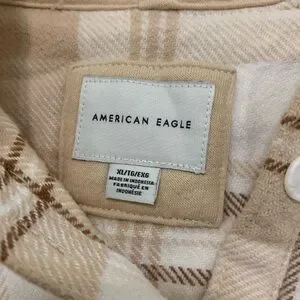 AMERICAN EAGLE
XL/TG/EXG
MADE IN INDONESIA
FABRIQUÉ EN
INDONÉSIE